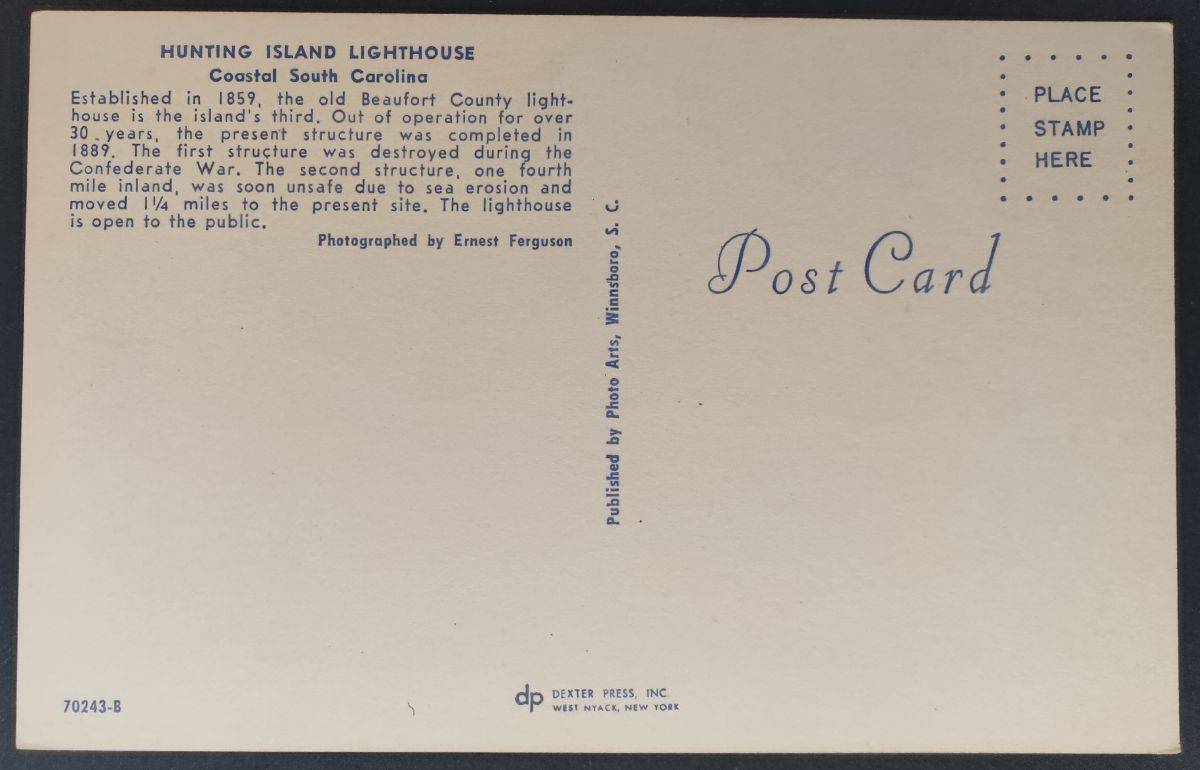 HUNTING ISLAND LIGHTHOUSE
Coastal South Carolina
Established in 1859, the old Beaufort County light-
house is the island's third. Out of operation for over
30 years, the present structure was completed in
1889. The first structure was destroyed during the
Confederate War. The second structure, one fourth
mile inland, was soon unsafe due to sea erosion and
moved 1¼ miles to the present site. The lighthouse
is open to the public.
Photographed by Ernest Ferguson
Published by Photo Arts, Winnsboro, S. C.
PLACE
STAMP
HERE
Post Card
70243-B
dp DEXTER PRESS, INC
WEST NYACK, NEW YORK